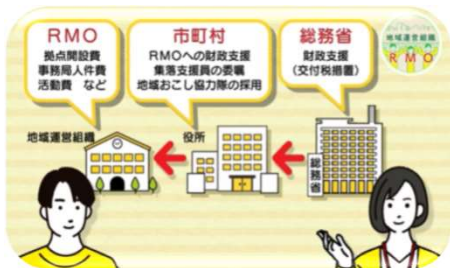 RMO
拠点開設費
事務局人件費
活動費 など
市町村
RMOへの財政支援
集落支援員の委嘱
地域おこし協力隊の採用
総務省
財政支援
(交付税措置)
地域運営組織
RMO
地域運営組織
役所
総務省